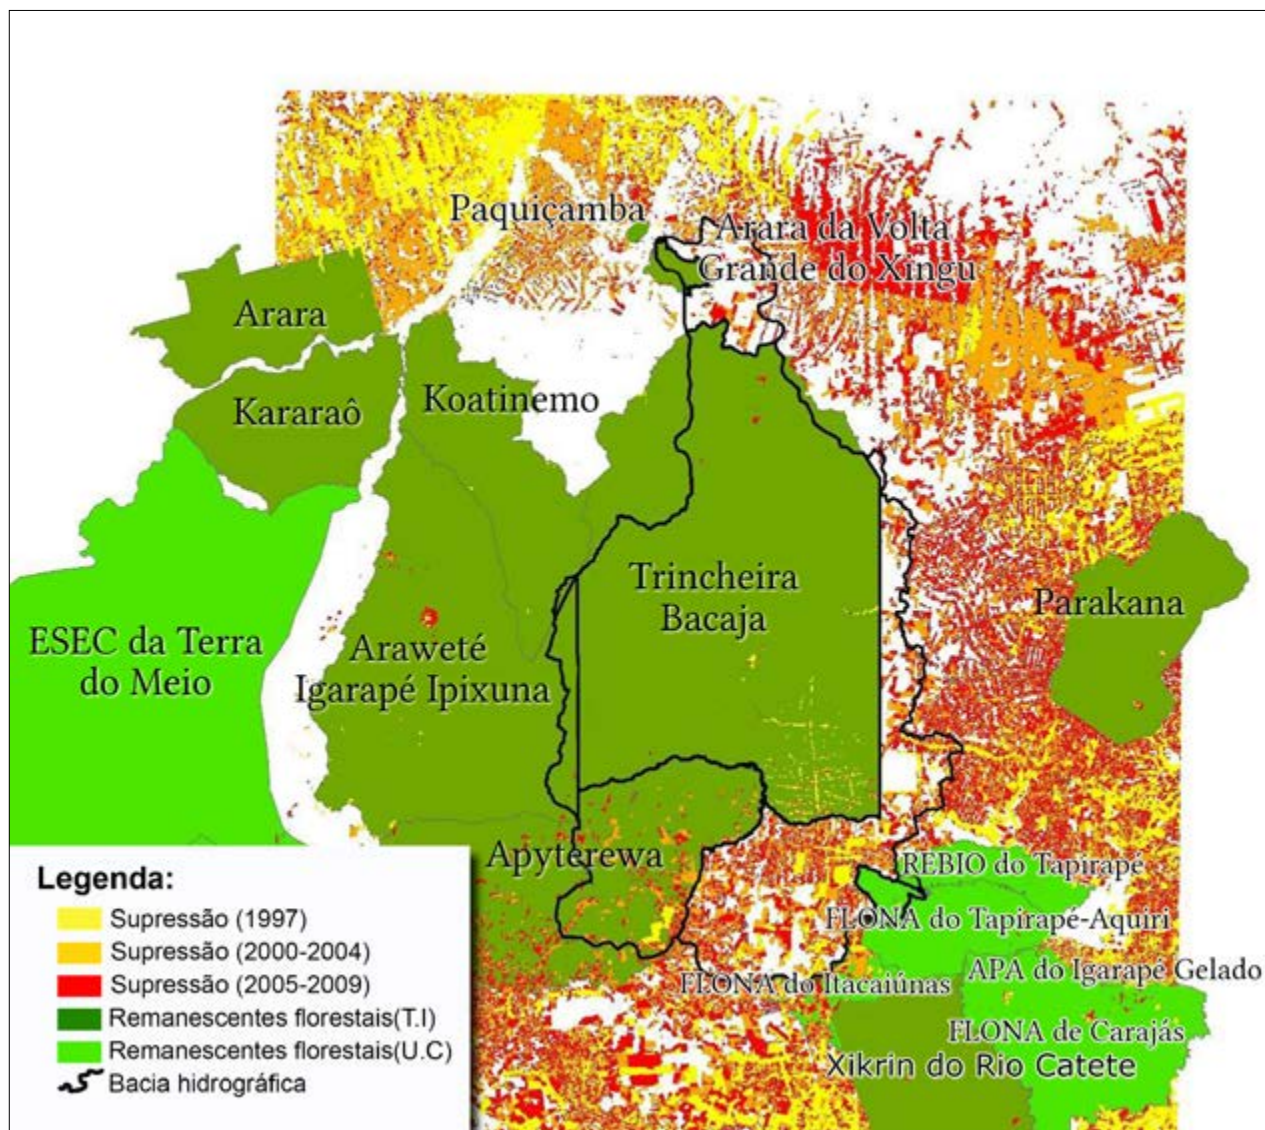 Paquiçamba
Arara da Volta
Grande do Xingu
Arara
Kararaô
Koatinemo
Trincheira
Bacaja
Parakana
ESEC da Terra
do Meio
Araweté
Igarapé Ipixuna
Apyterewa
REBIO do Tapirapé
FLONA do Tapirapé-Aquiri
APA do Igarapé Gelado
FLONA do Itacaiúnas
FLONA de Carajás
Xikrin do Rio Catete
Legenda:
Supressão (1997)
Supressão (2000-2004)
Supressão (2005-2009)
Remanescentes florestais(T.I)
Remanescentes florestais(U.C)
Bacia hidrográfica